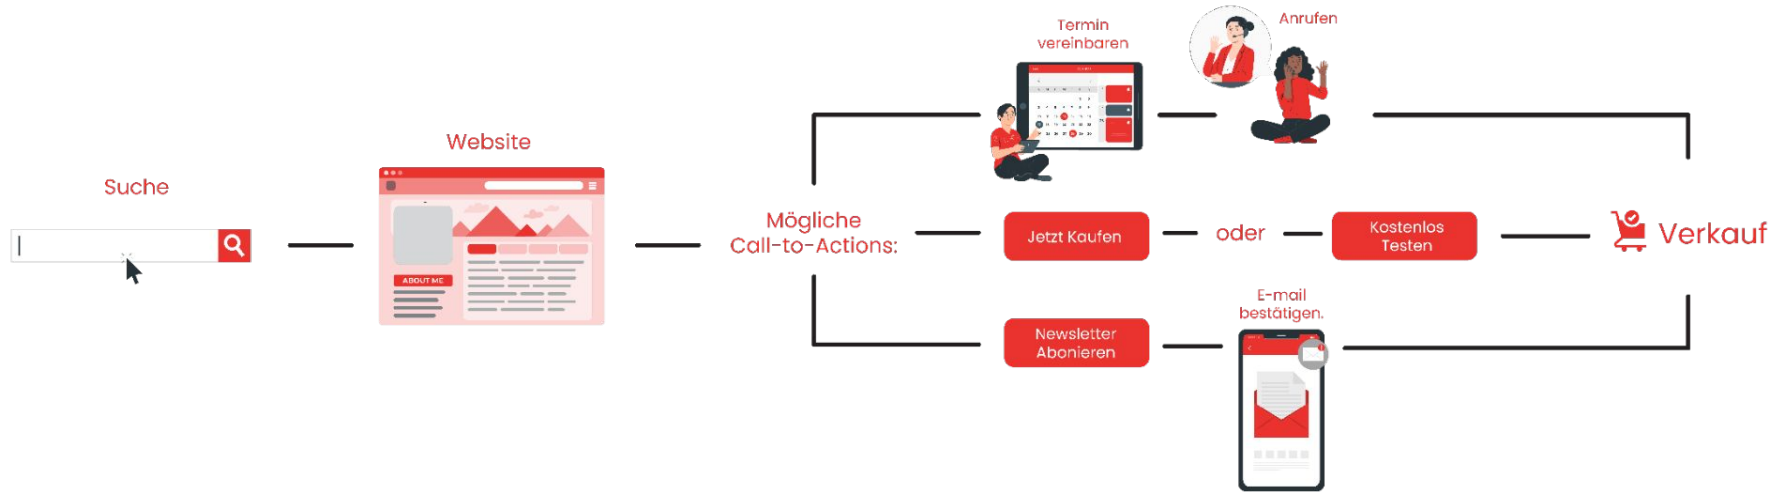 Suche
Website
ABOUT ME
Mögliche
Call-to-Actions:
Termin
vereinbaren
Anrufen
Jetzt Kaufen
oder
Kostenlos
Testen
Newsletter
Abonieren
E-mail
bestätigen.
Verkauf